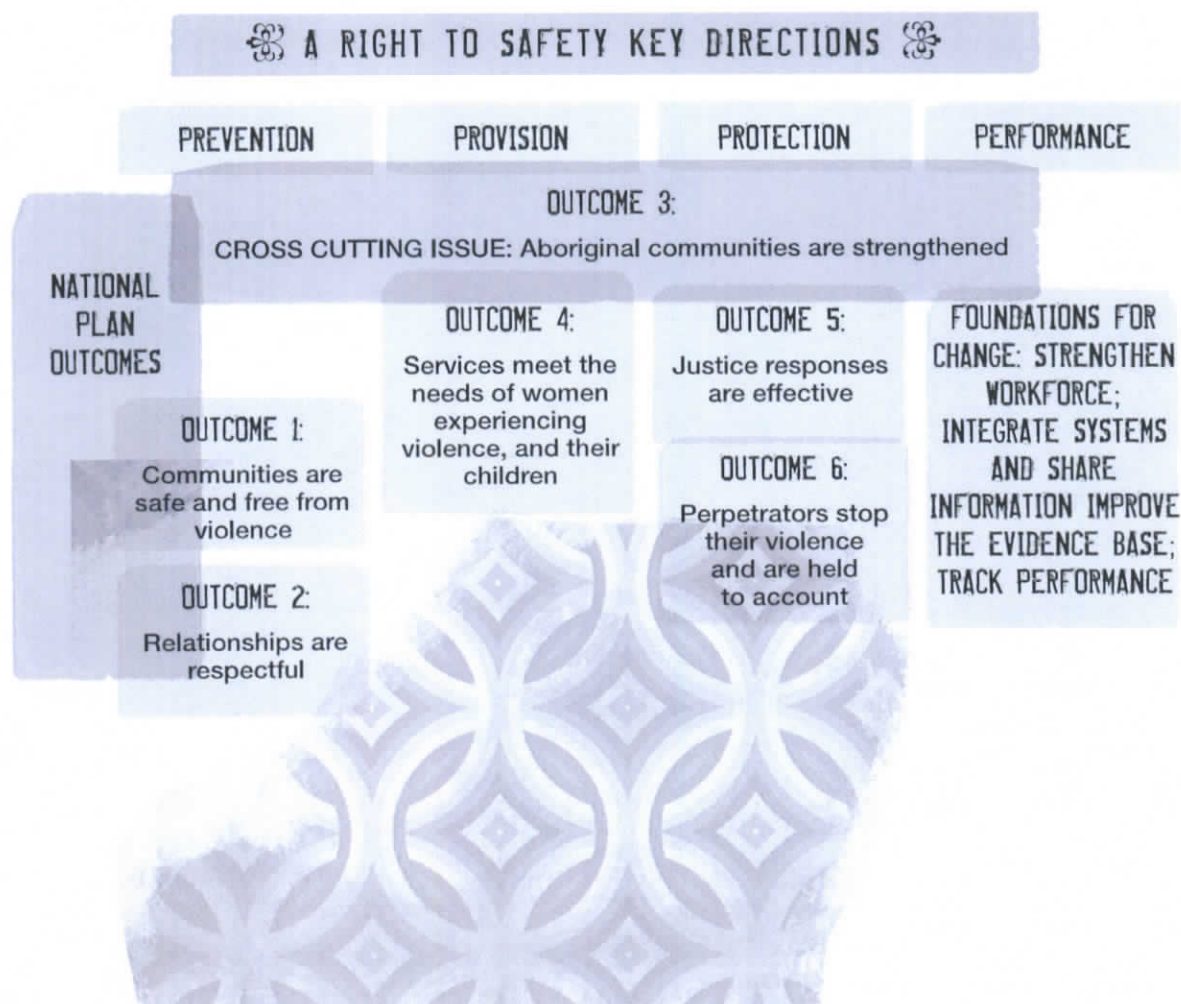 A RIGHT TO SAFETY KEY DIRECTIONS
PREVENTION
PROVISION
PROTECTION
PERFORMANCE
OUTCOME 3:
CROSS CUTTING ISSUE: Aboriginal communities are strengthened
NATIONAL
PLAN
OUTCOMES
OUTCOME 1:
Communities are
safe and free from
violence
OUTCOME 2:
Relationships are
respectful
OUTCOME 4:
Services meet the
needs of women
experiencing
violence, and their
children
OUTCOME 5:
Justice responses
are effective
OUTCOME 6:
Perpetrators stop
their violence
and are held
to account
FOUNDATIONS FOR
CHANGE: STRENGTHEN
WORKFORCE;
INTEGRATE SYSTEMS
AND SHARE
INFORMATION IMPROVE
THE EVIDENCE BASE;
TRACK PERFORMANCE